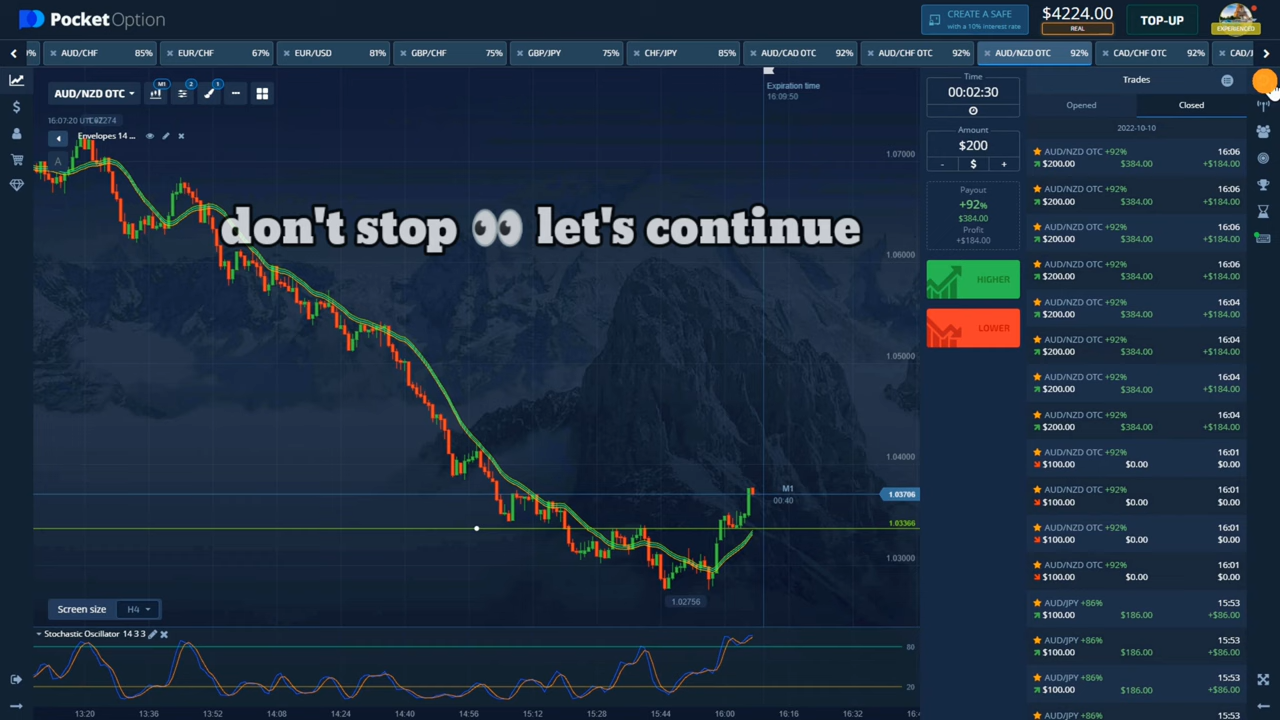 PocketOption
CREATE A SAFE
with a 10% interest rate
$4224.00
REAL
TOP-UP
EXPERIENCED
AUD/CHF 85%
EUR/CHF 67%
EUR/USD 81%
GBP/CHF 75%
GBP/JPY 75%
CHF/JPY 85%
AUD/CAD OTC 92%
AUD/CHF OTC 92%
AUD/NZD OTC 92%
CAD/CHF OTC 92%
AUD/NZD OTC
M1
2
1
Expiration time
16:09:50
Envelopes 14 ...
A
don't stop 👀 let's continue
1.07000
1.06000
1.05000
1.04000
M1
00:40
1.03706
1.03366
1.03000
1.02756
Screen size H4
Stochastic Oscillator 14 3 3
80
20
13:20 13:36 13:52 14:08 14:24 14:40 14:56 15:12 15:28 15:44 16:00 16:16 16:32
Time
00:02:30
Amount
$200
- $ +
Payout
+92%
$384.00
Profit
+$184.00
HIGHER
LOWER
Trades
Opened Closed
2022-10-10
AUD/NZD OTC +92% 16:06
$200.00 $384.00 +$184.00
AUD/NZD OTC +92% 16:06
$200.00 $384.00 +$184.00
AUD/NZD OTC +92% 16:06
$200.00 $384.00 +$184.00
AUD/NZD OTC +92% 16:06
$200.00 $384.00 +$184.00
AUD/NZD OTC +92% 16:04
$200.00 $384.00 +$184.00
AUD/NZD OTC +92% 16:04
$200.00 $384.00 +$184.00
AUD/NZD OTC +92% 16:04
$200.00 $384.00 +$184.00
AUD/NZD OTC +92% 16:04
$200.00 $384.00 +$184.00
AUD/NZD OTC +92% 16:01
$100.00 $0.00 $0.00
AUD/NZD OTC +92% 16:01
$100.00 $0.00 $0.00
AUD/NZD OTC +92% 16:01
$100.00 $0.00 $0.00
AUD/NZD OTC +92% 16:01
$100.00 $0.00 $0.00
AUD/JPY +86% 15:53
$100.00 $186.00 +$86.00
AUD/JPY +86% 15:53
$100.00 $186.00 +$86.00
AUD/JPY +86% 15:53
$100.00 $186.00 +$86.00